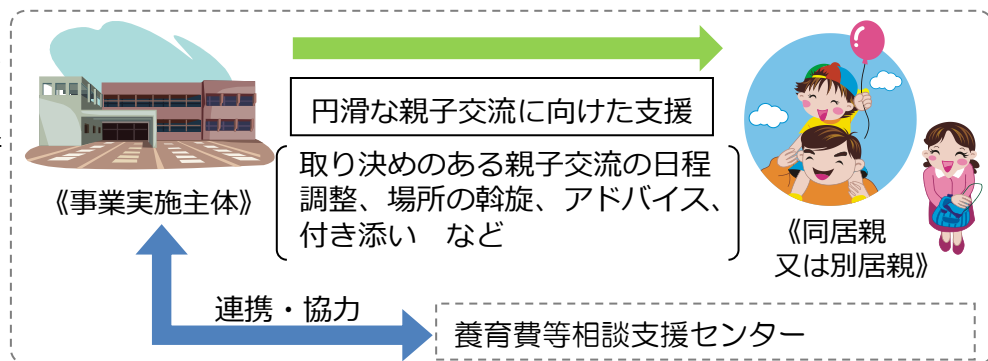 円滑な親子交流に向けた支援
取り決めのある親子交流の日程
調整、場所の斡旋、アドバイス、
付き添い　など
《事業実施主体》
《同居親
又は別居親》
連携・協力
養育費等相談支援センター